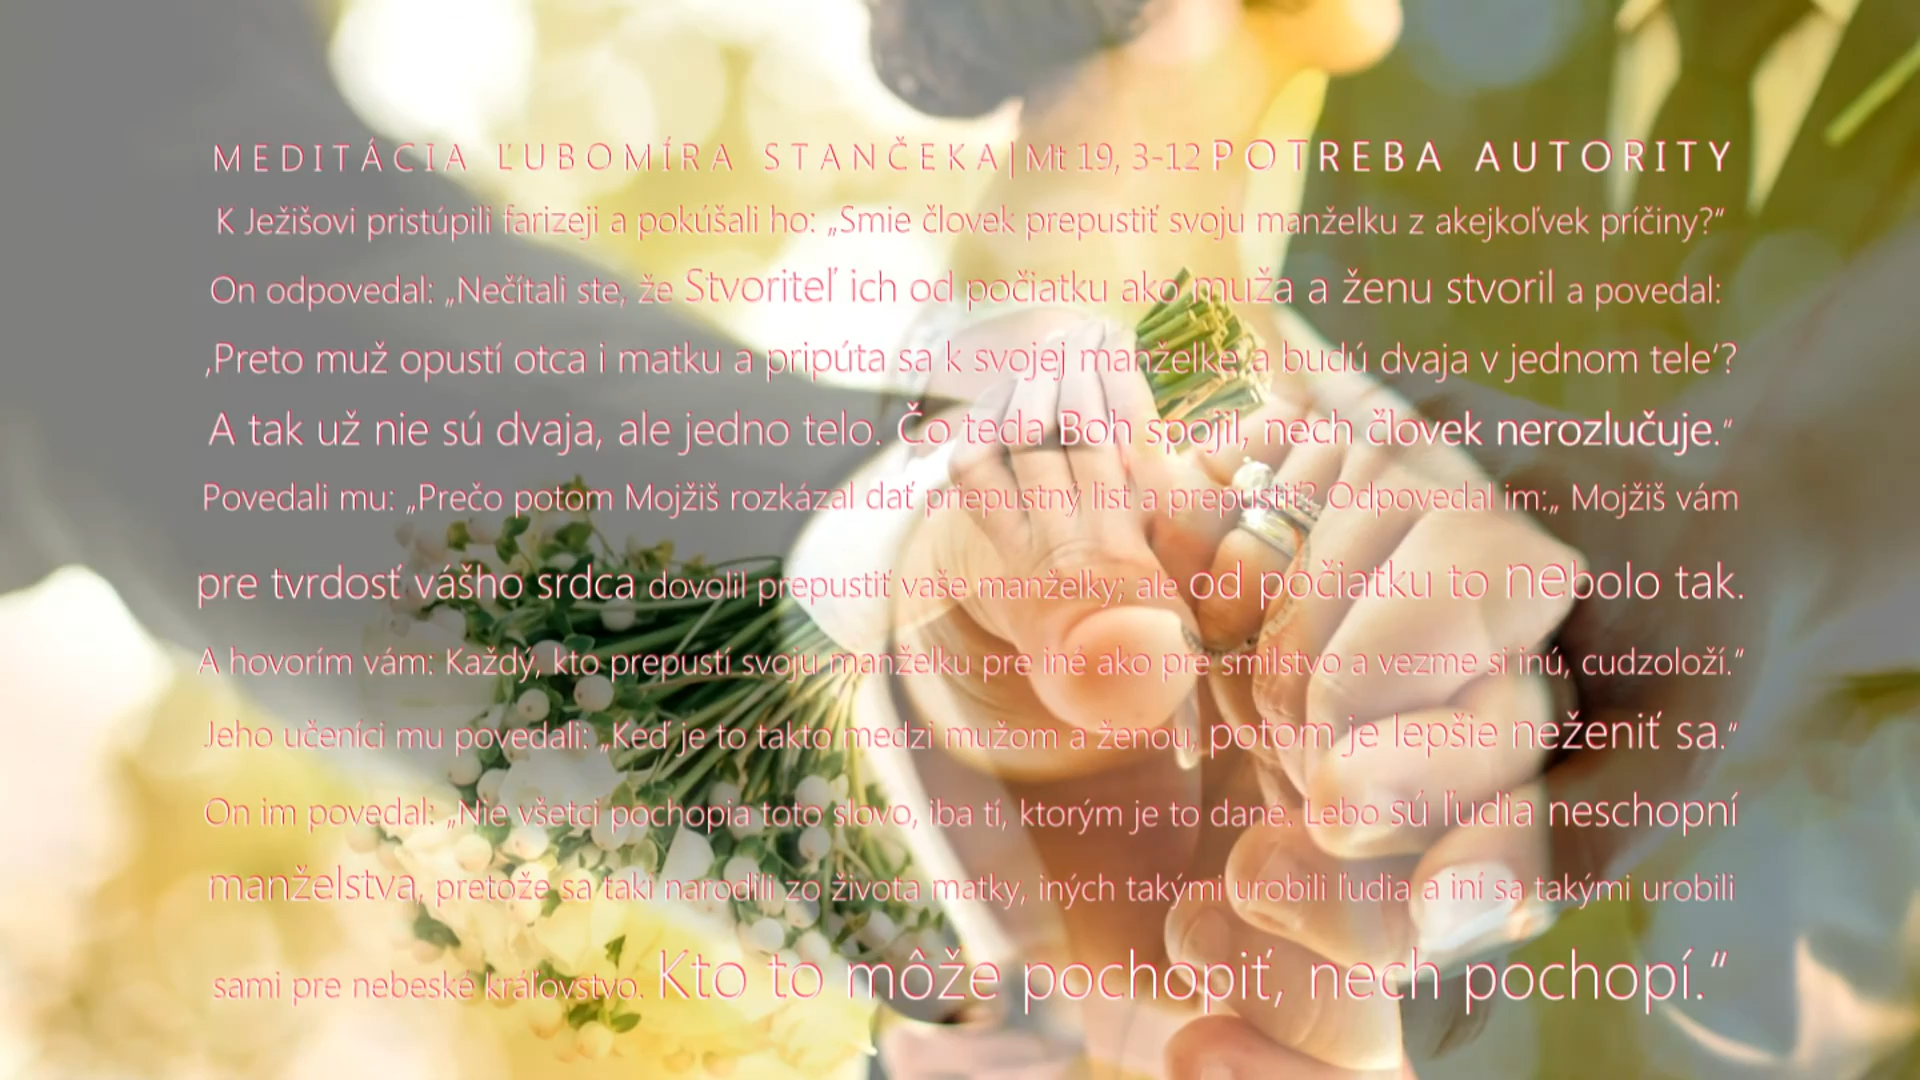 MEDITÁCIA ĽUBOMÍRA STANČEKA|Mt 19, 3-12 POTREBA AUTORITY
K Ježišovi pristúpili farizeji a pokúšali ho: „Smie človek prepustiť svoju manželku z akejkoľvek príčiny?“
On odpovedal: „Nečítali ste, že Stvoriteľ ich od počiatku ako muža a ženu stvoril a povedal:
‚Preto muž opustí otca i matku a pripúta sa k svojej manželke a budú dvaja v jednom tele‘?
A tak už nie sú dvaja, ale jedno telo. Čo teda Boh spojil, nech človek nerozlučuje.“
Povedali mu: „Prečo potom Mojžiš rozkázal dať priepustný list a prepustiť? Odpovedal im:„ Mojžiš vám
pre tvrdosť vášho srdca dovolil prepustiť vaše manželky; ale od počiatku to nebolo tak.
A hovorím vám: Každý, kto prepustí svoju manželku pre iné ako pre smilstvo a vezme si inú, cudzoloží.“
Jeho učeníci mu povedali: „Keď je to takto medzi mužom a ženou, potom je lepšie neženiť sa.“
On im povedal: „Nie všetci pochopia toto slovo, iba tí, ktorým je to dané. Lebo sú ľudia neschopní
manželstva, pretože sa takí narodili zo života matky, iných takými urobili ľudia a iní sa takými urobili
sami pre nebeské kráľovstvo. Kto to môže pochopiť, nech pochopí.“